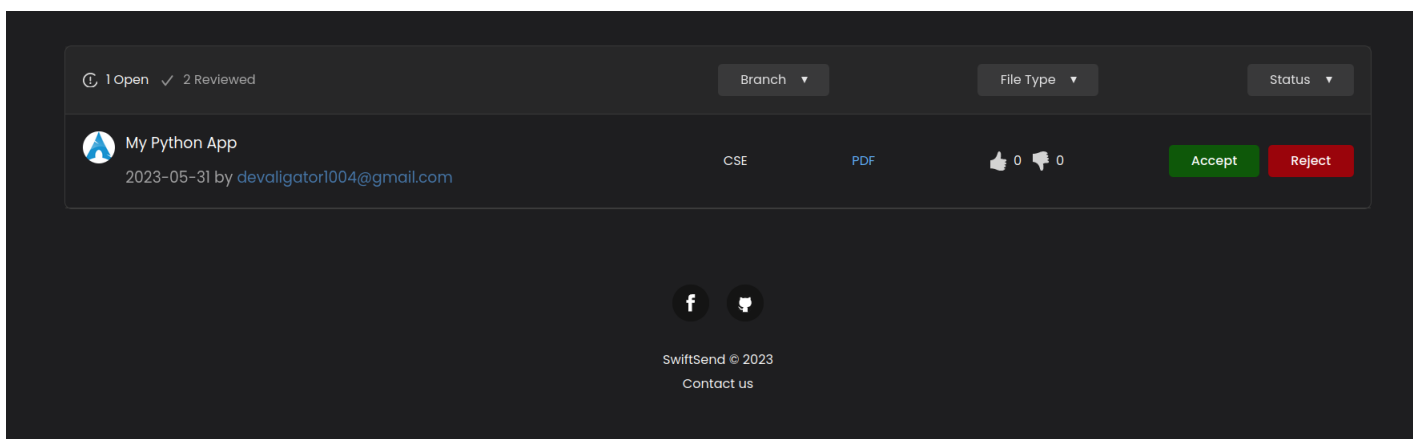 1 Open 2 Reviewed Branch File Type Status
My Python App
2023-05-31 by devaligator1004@gmail.com
CSE PDF 0 0 Accept Reject
SwiftSend © 2023
Contact us